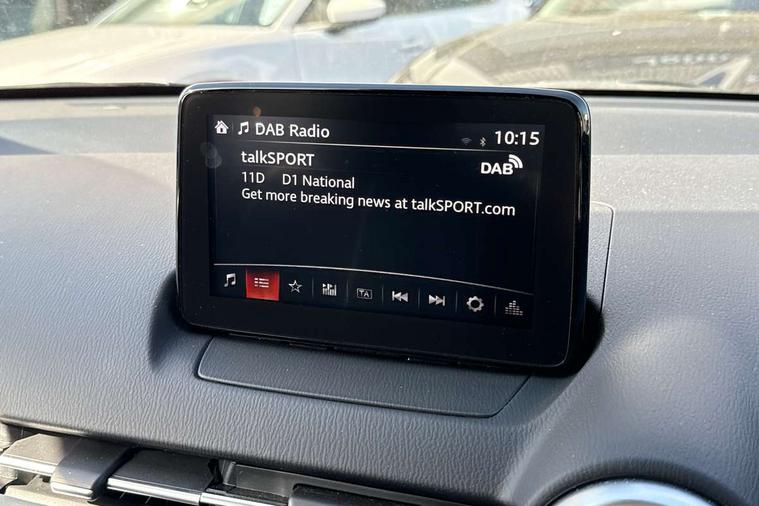 DAB Radio 10:15
talkSPORT DAB
11D D1 National
Get more breaking news at talkSPORT.com
TA